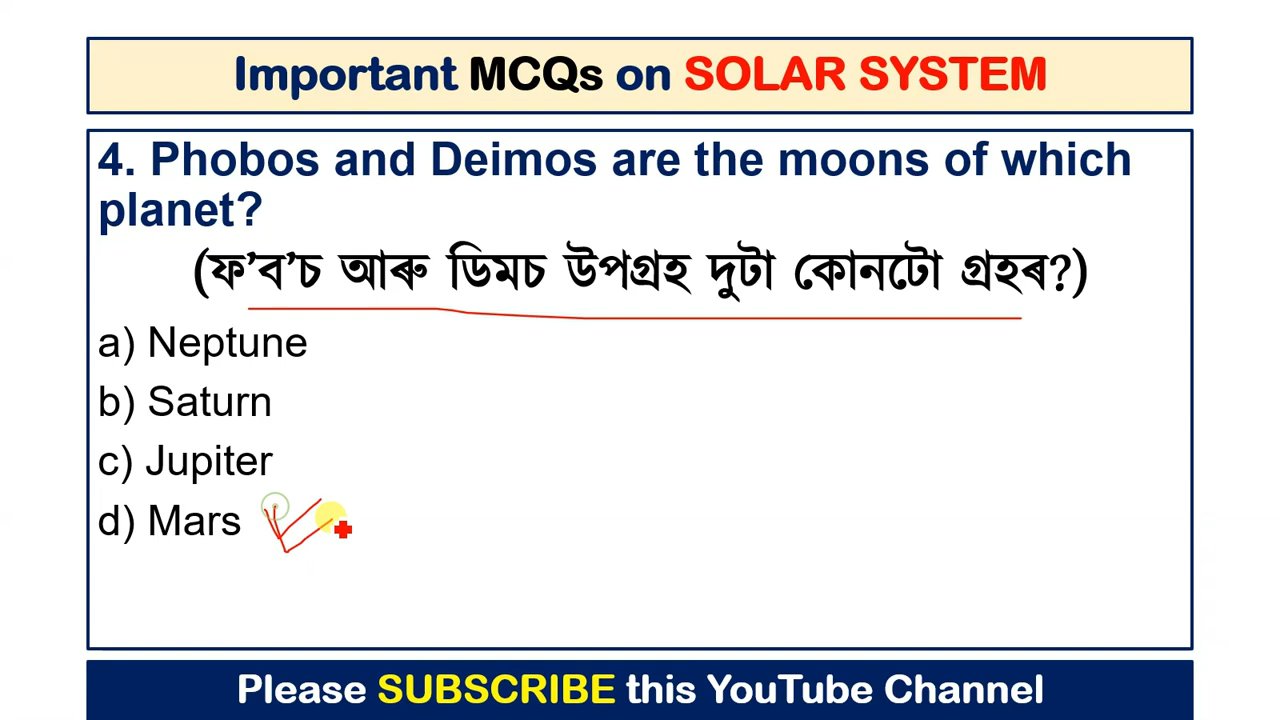 Important MCQs on SOLAR SYSTEM
4. Phobos and Deimos are the moons of which
planet?
(ফ’ব’চ আৰু ডিমচ উপগ্ৰহ দুটা কোনটো গ্ৰহৰ?)
a) Neptune
b) Saturn
c) Jupiter
d) Mars
Please SUBSCRIBE this YouTube Channel